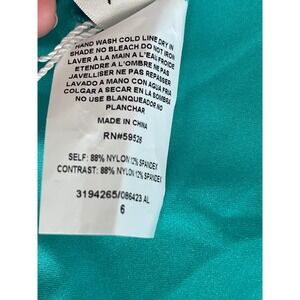 HAND WASH COLD LINE DRY IN
SHADE NO BLEACH DO NOT IRON
LAVER A LA MAIN A L'EAU FROIDE
ETENDRE A L'OMBRE NE PAS
JAVELLISER NE PAS REPASSER
LAVADO A MANO CON AGUA FRIA
COLGAR A SECAR EN LA SOMBRA
NO USE BLANQUEADOR NO
PLANCHAR
MADE IN CHINA
RN#59528
SELF: 88% NYLON 12% SPANDEX
CONTRAST: 88% NYLON 12% SPANDEX
3194265/086423 AL
6